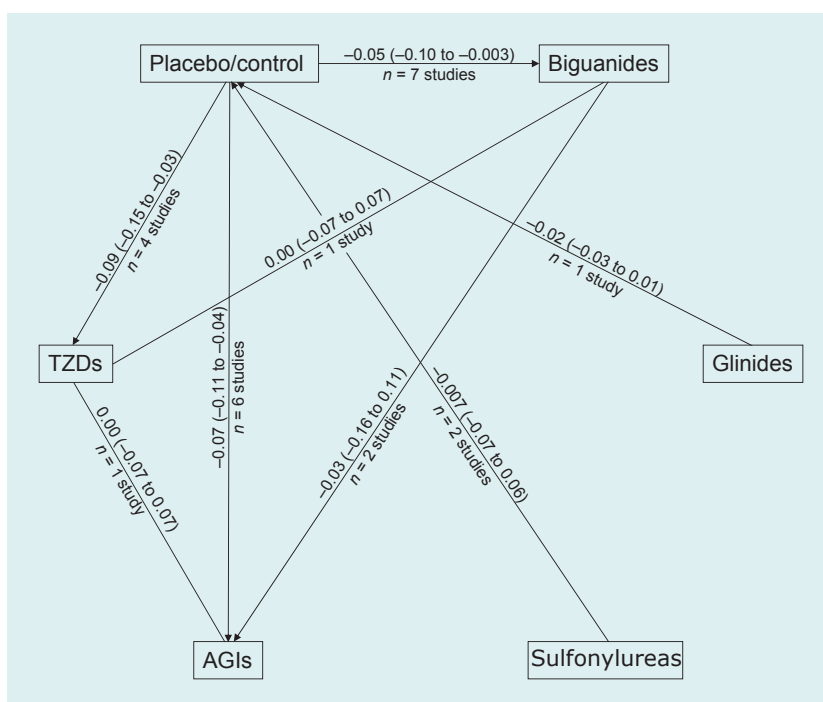 Placebo/control
–0.05 (–0.10 to –0.003)
n = 7 studies
Biguanides
–0.09 (–0.15 to –0.03)
n = 4 studies
0.00 (–0.07 to 0.07)
n = 1 study
–0.02 (–0.03 to 0.01)
n = 1 study
TZDs
Glinides
–0.07 (–0.11 to –0.04)
n = 6 studies
–0.03 (–0.16 to 0.11)
n = 2 studies
–0.007 (–0.07 to 0.06)
n = 2 studies
0.00 (–0.07 to 0.07)
n = 1 study
AGIs
Sulfonylureas